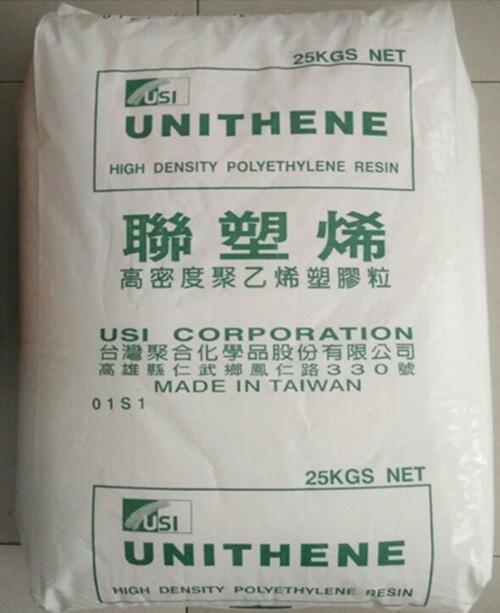 25KGS NET
USI
UNITHENE
HIGH DENSITY POLYETHYLENE RESIN
聯塑烯
高密度聚乙烯塑膠粒
USI CORPORATION
台灣聚合化學品股份有限公司
高雄縣仁武鄉鳳仁路330號
MADE IN TAIWAN
01S1
25KGS NET
USI
UNITHENE
HIGH DENSITY POLYETHYLENE RESIN